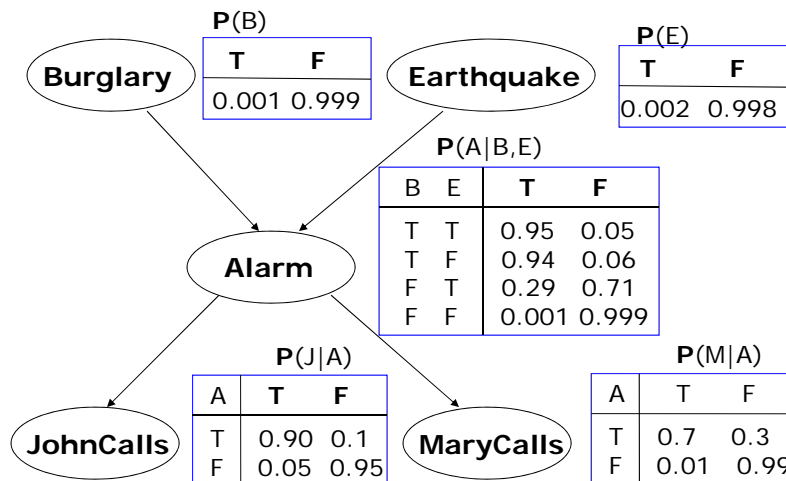 P(B)
Burglary
T F
0.001 0.999
Earthquake
P(E)
T F
0.002 0.998
P(A|B,E)
B E T F
T T 0.95 0.05
T F 0.94 0.06
F T 0.29 0.71
F F 0.001 0.999
Alarm
P(J|A)
A T F
T 0.90 0.1
F 0.05 0.95
P(M|A)
A T F
T 0.7 0.3
F 0.01 0.99
JohnCalls
MaryCalls